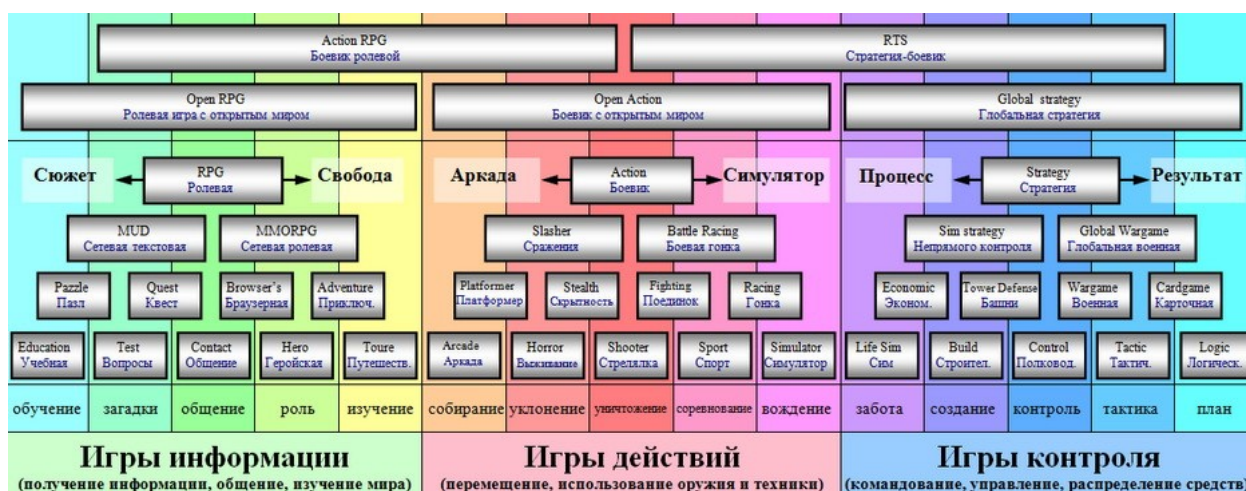 Action RPG
Боевик ролевой
RTS
Стратегия-боевик
Open RPG
Ролевая игра с открытым миром
Open Action
Боевик с открытым миром
Global strategy
Глобальная стратегия
Сюжет
RPG
Ролевая
Свобода
Аркада
Action
Боевик
Симулятор
Процесс
Strategy
Стратегия
Результат
MUD
Сетевая текстовая
MMORPG
Сетевая ролевая
Slasher
Сражения
Battle Racing
Боевая гонка
Sim strategy
Непрямого контроля
Global Wargame
Глобальная военная
Pazzle
Пазл
Quest
Квест
Browser's
Браузерная
Adventure
Приключ.
Platformer
Платформер
Stealth
Скрытность
Fighting
Поединок
Racing
Гонка
Economic
Эконом.
Tower Defense
Башни
Wargame
Военная
Cardgame
Карточная
Education
Учебная
Test
Вопросы
Contact
Общение
Hero
Геройская
Toure
Путешеств.
Arcade
Аркада
Horror
Выживание
Shooter
Стрелялка
Sport
Спорт
Simulator
Симулятор
Life Sim
Сим
Build
Строител.
Control
Полковод.
Tactic
Тактич.
Logic
Логическ.
обучение загадки общение роль изучение собирание уклонение уничтожение соревнование вождение забота создание контроль тактика план
Игры информации
(получение информации, общение, изучение мира)
Игры действий
(перемещение, использование оружия и техники)
Игры контроля
(командование, управление, распределение средств)